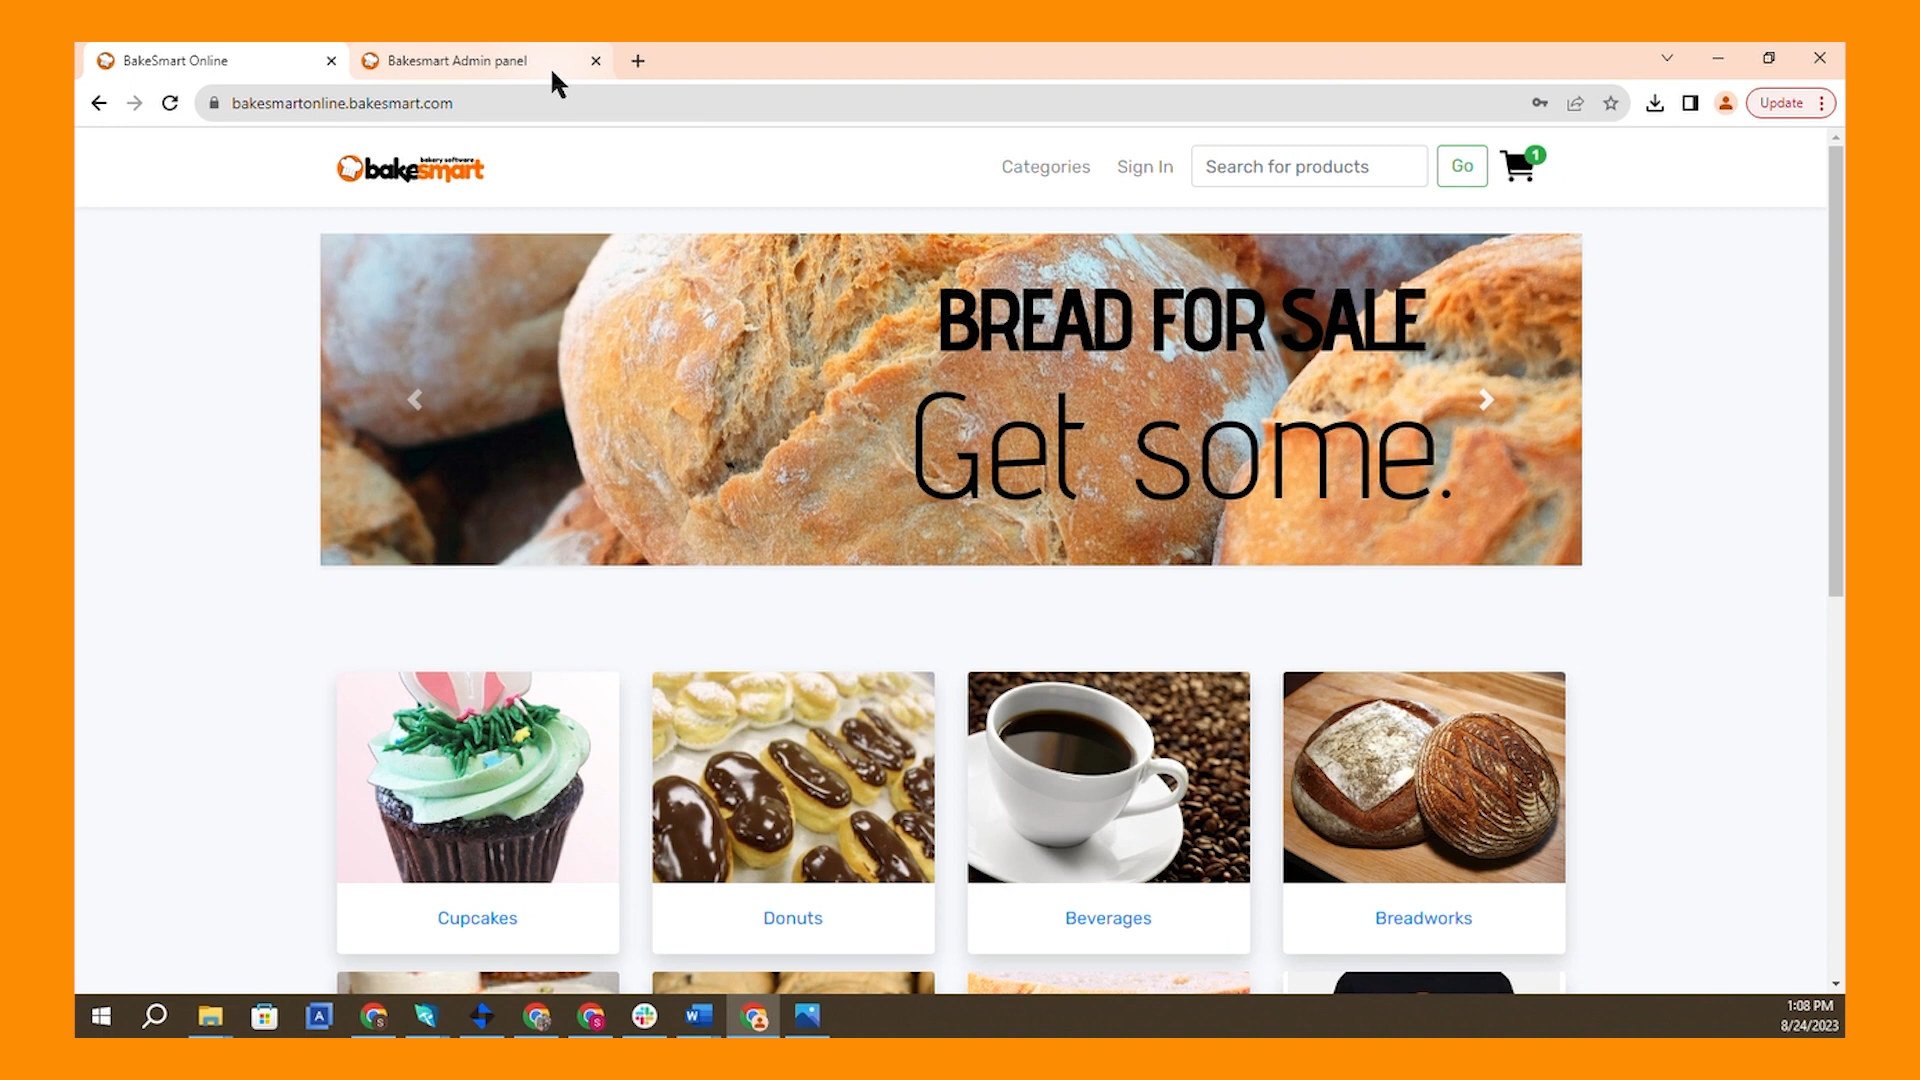 BakeSmart Online
Bakesmart Admin panel
bakesmartonline.bakesmart.com
Update
bakery software
bakesmart
Categories
Sign In
Search for products
Go
1
BREAD FOR SALE
Get some.
Cupcakes
Donuts
Beverages
Breadworks
A
S
S
W
1:08 PM
8/24/2023